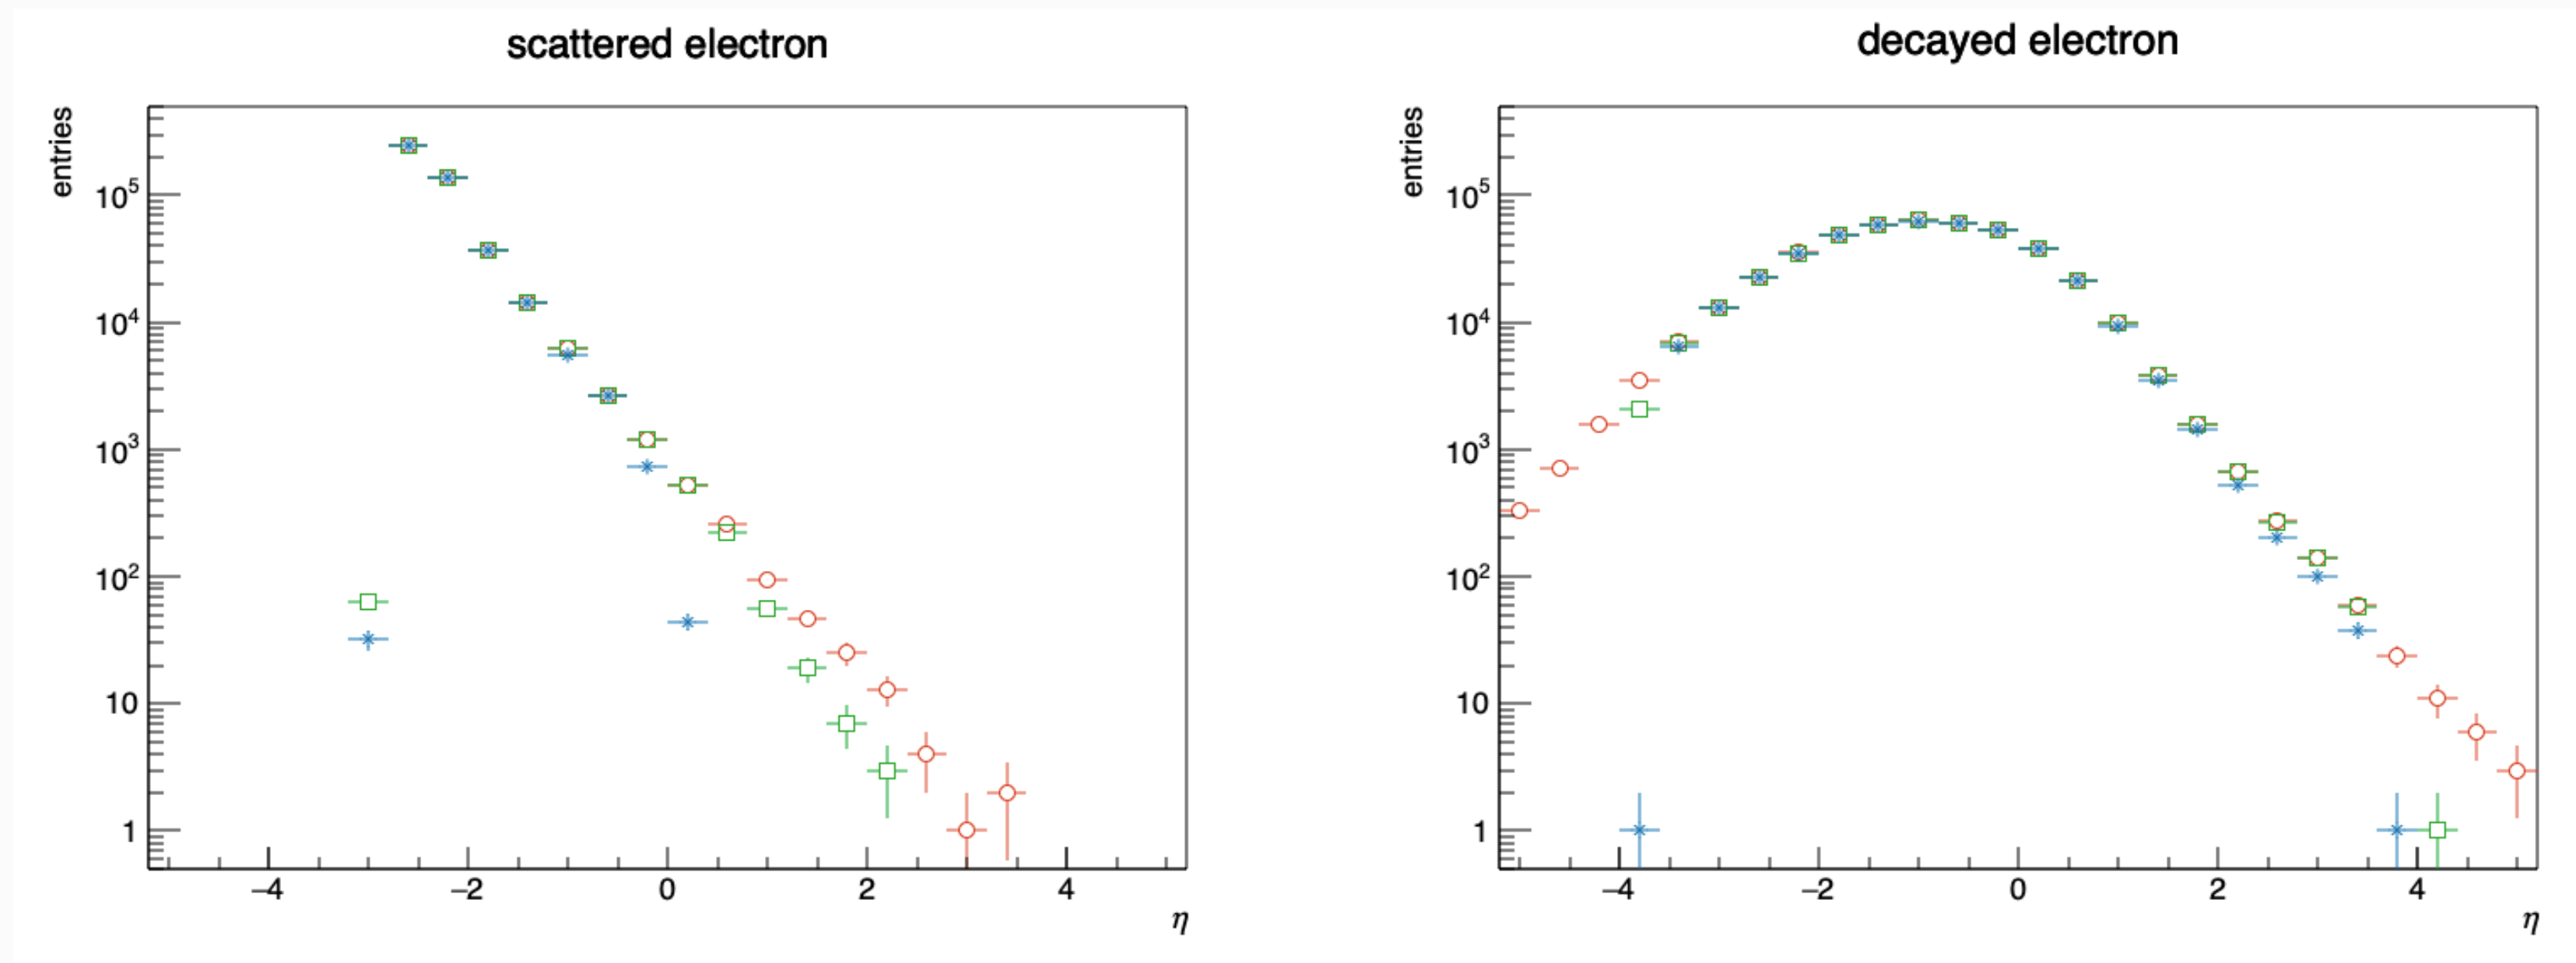 scattered electron
entries
10^5
10^4
10^3
10^2
10
1
−4 −2 0 2 4
η
decayed electron
entries
10^5
10^4
10^3
10^2
10
1
−4 −2 0 2 4
η